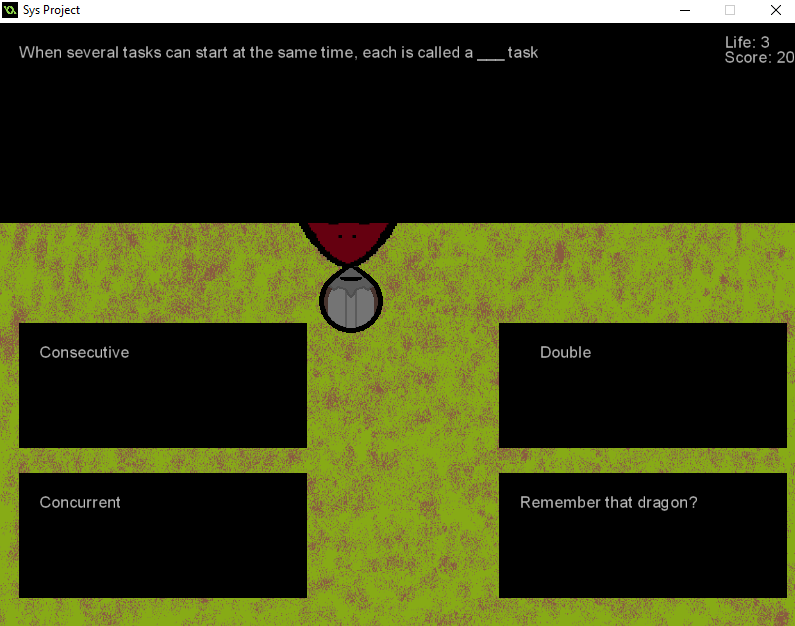 Sys Project
When several tasks can start at the same time, each is called a ___ task
Life: 3
Score: 20
Consecutive
Double
Concurrent
Remember that dragon?